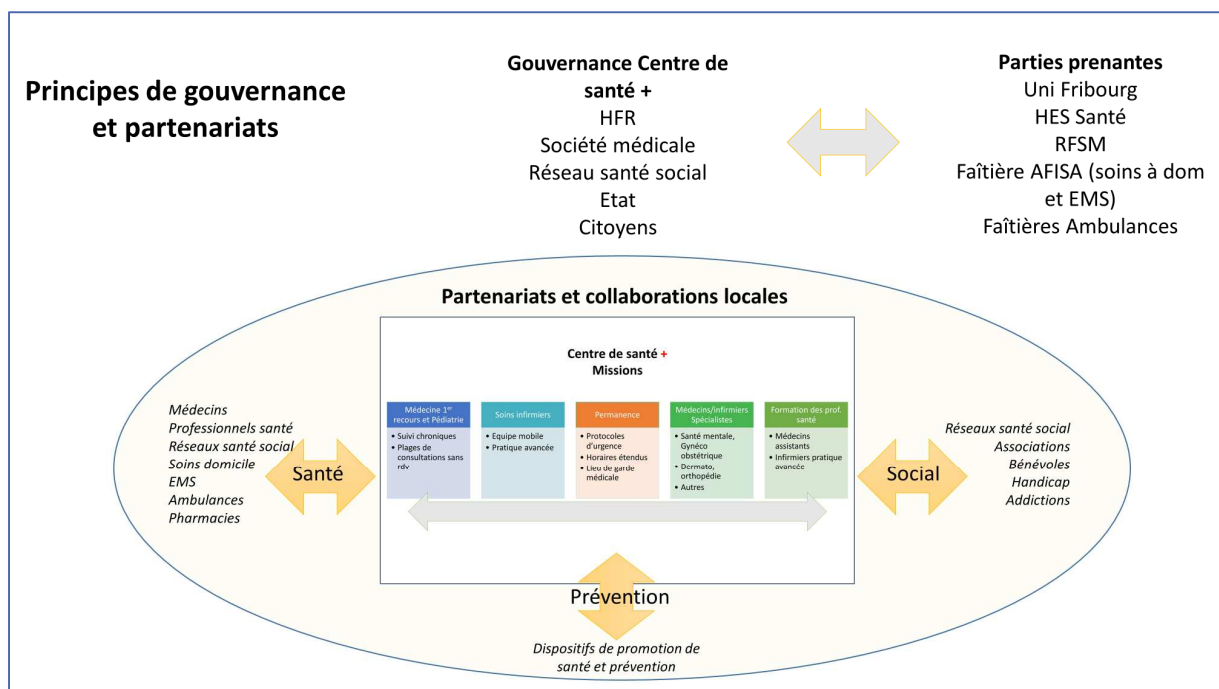 Principes de gouvernance
et partenariats
Gouvernance Centre de
santé +
HFR
Société médicale
Réseau santé social
Etat
Citoyens
Parties prenantes
Uni Fribourg
HES Santé
RFSM
Faîtière AFISA (soins à dom
et EMS)
Faîtières Ambulances
Partenariats et collaborations locales
Centre de santé +
Missions
Médecine 1er
recours et Pédiatrie
• Suivi chroniques
• Plages de
consultations sans
rdv
Soins infirmiers
• Equipe mobile
• Pratique avancée
Permanence
• Protocoles
d'urgence
• Horaires étendus
• Lieu de garde
médicale
Médecins/infirmiers
Spécialistes
• Santé mentale,
Gynéco
obstétrique
• Dermato,
orthopédie
• Autres
Formation des prof.
santé
• Médecins
assistants
• Infirmiers pratique
avancée
Médecins
Professionnels santé
Réseaux santé social
Soins domicile
EMS
Ambulances
Pharmacies
Santé
Social
Réseaux santé social
Associations
Bénévoles
Handicap
Addictions
Prévention
Dispositifs de promotion de
santé et prévention